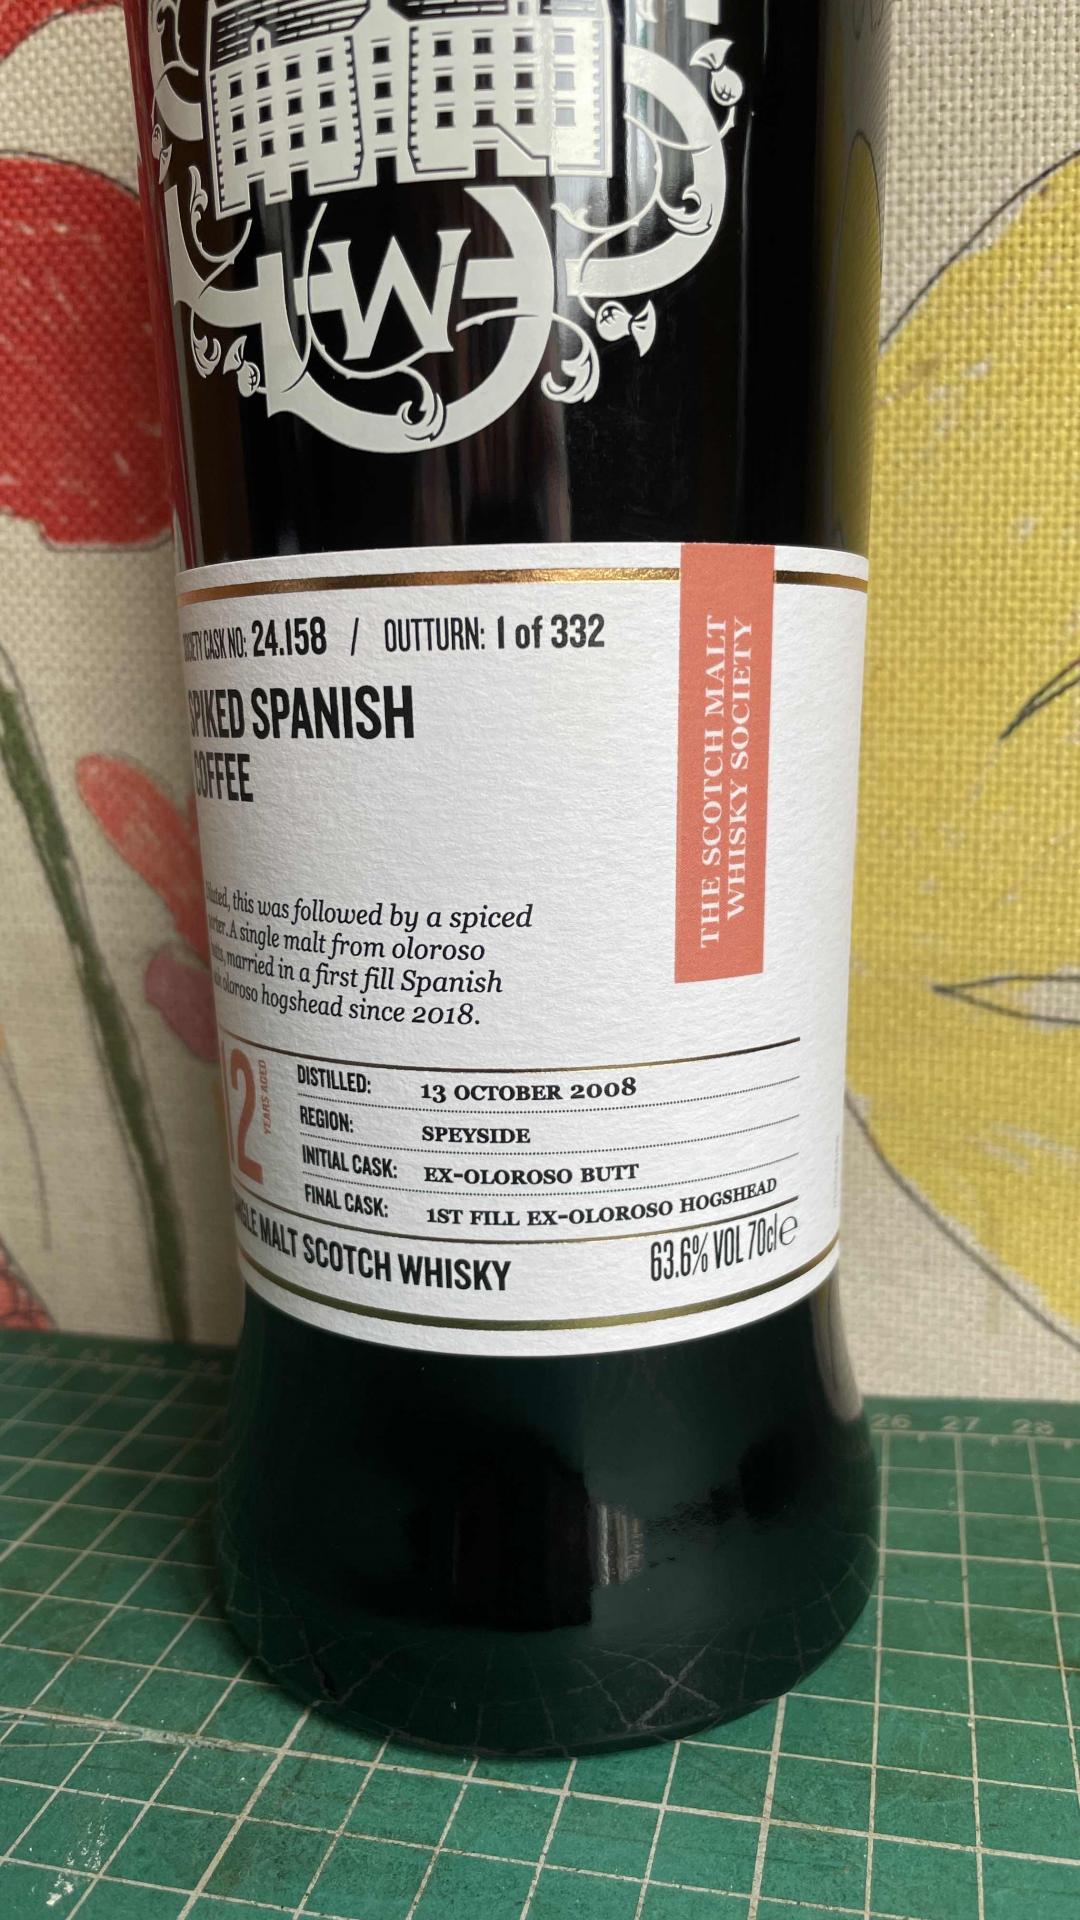 W
SOCIETY CASK NO: 24.158 / OUTTURN: 1 of 332
SPIKED SPANISH
COFFEE
THE SCOTCH MALT
WHISKY SOCIETY
this was followed by a spiced
A single malt from oloroso
married in a first fill Spanish
oloroso hogshead since 2018.
12 YEARS AGED
DISTILLED: 13 OCTOBER 2008
REGION: SPEYSIDE
INITIAL CASK: EX-OLOROSO BUTT
FINAL CASK: 1ST FILL EX-OLOROSO HOGSHEAD
MALT SCOTCH WHISKY 63.6% VOL 70cl e
26 27 28